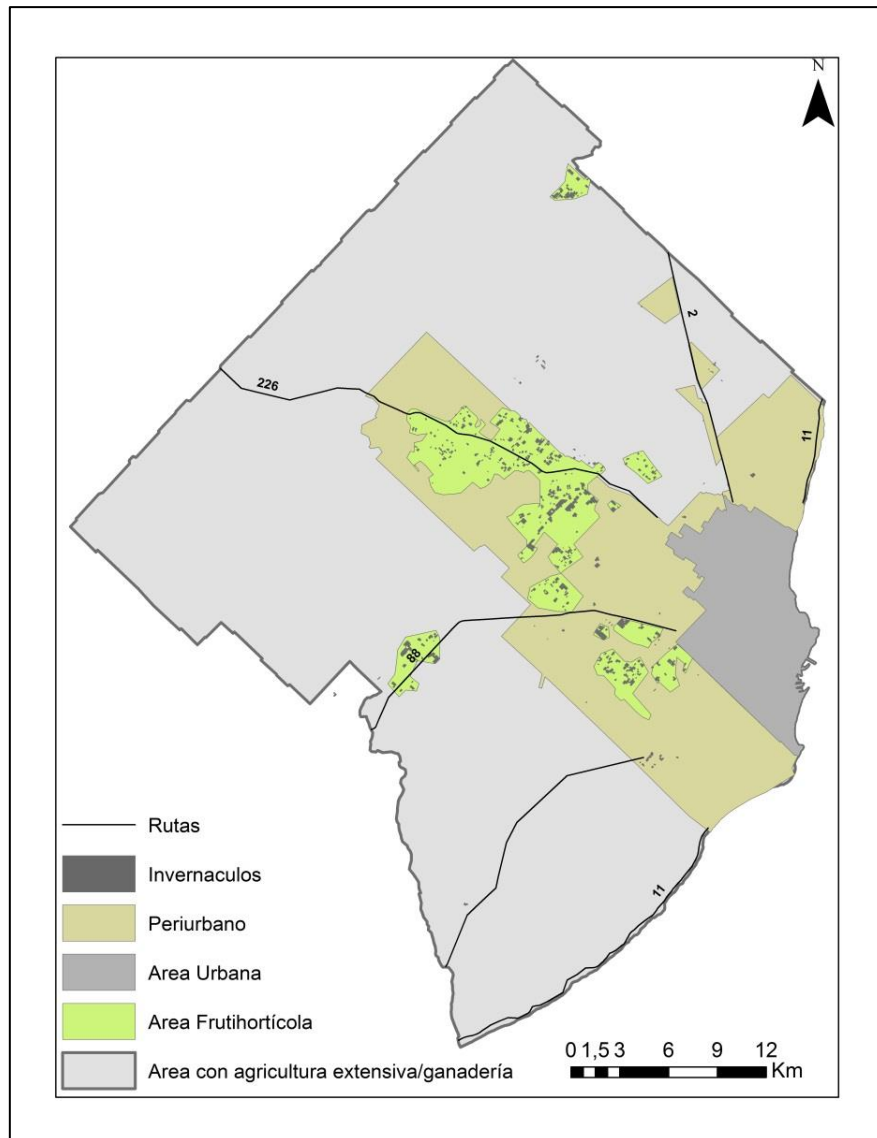 N
2
226
11
88
11
Rutas
Invernaculos
Periurbano
Area Urbana
Area Frutihortícola
Area con agricultura extensiva/ganadería
0 1,5 3 6 9 12
Km